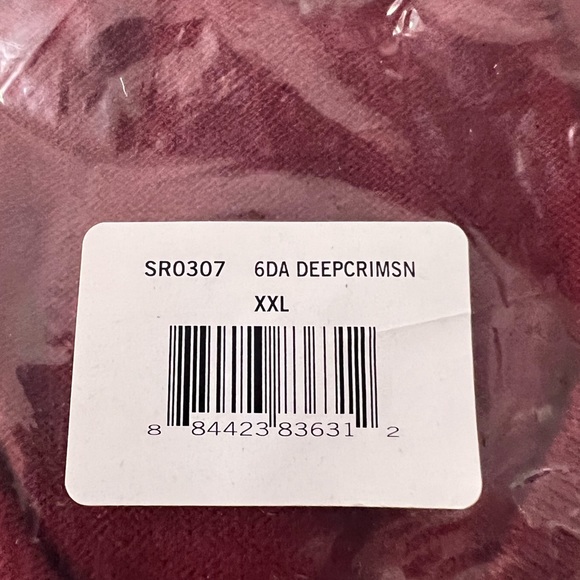 SR0307 6DA DEEPCRIMSN
XXL
8 84423 83631 2